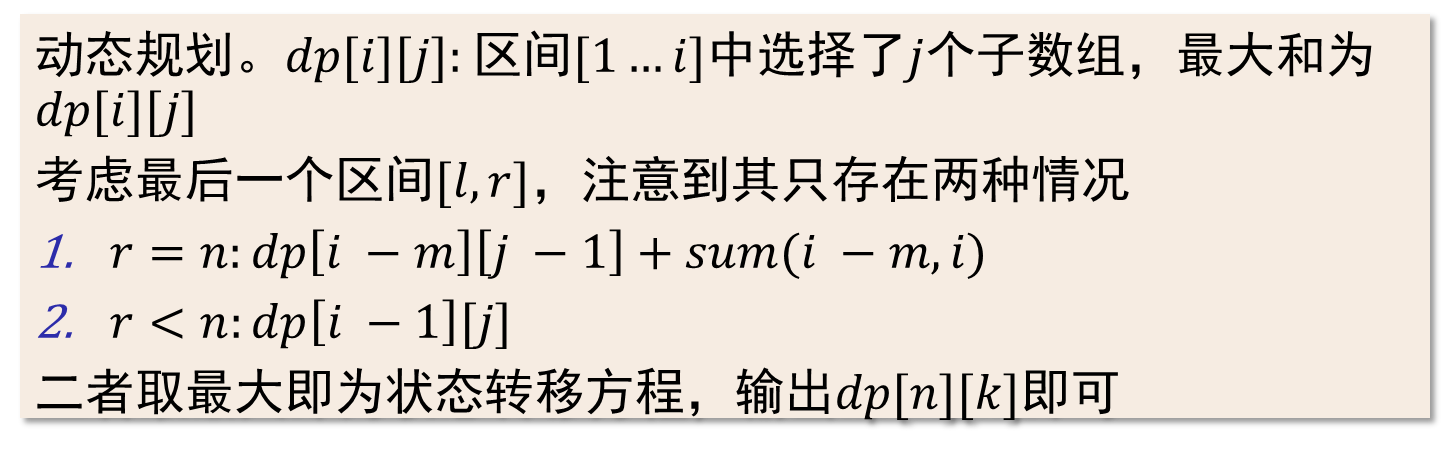 动态规划。dp[i][j]: 区间[1 … i]中选择了j个子数组，最大和为
dp[i][j]
考虑最后一个区间[l, r]，注意到其只存在两种情况
1. r = n: dp[i − m][j − 1] + sum(i − m, i)
2. r < n: dp[i − 1][j]
二者取最大即为状态转移方程，输出dp[n][k]即可